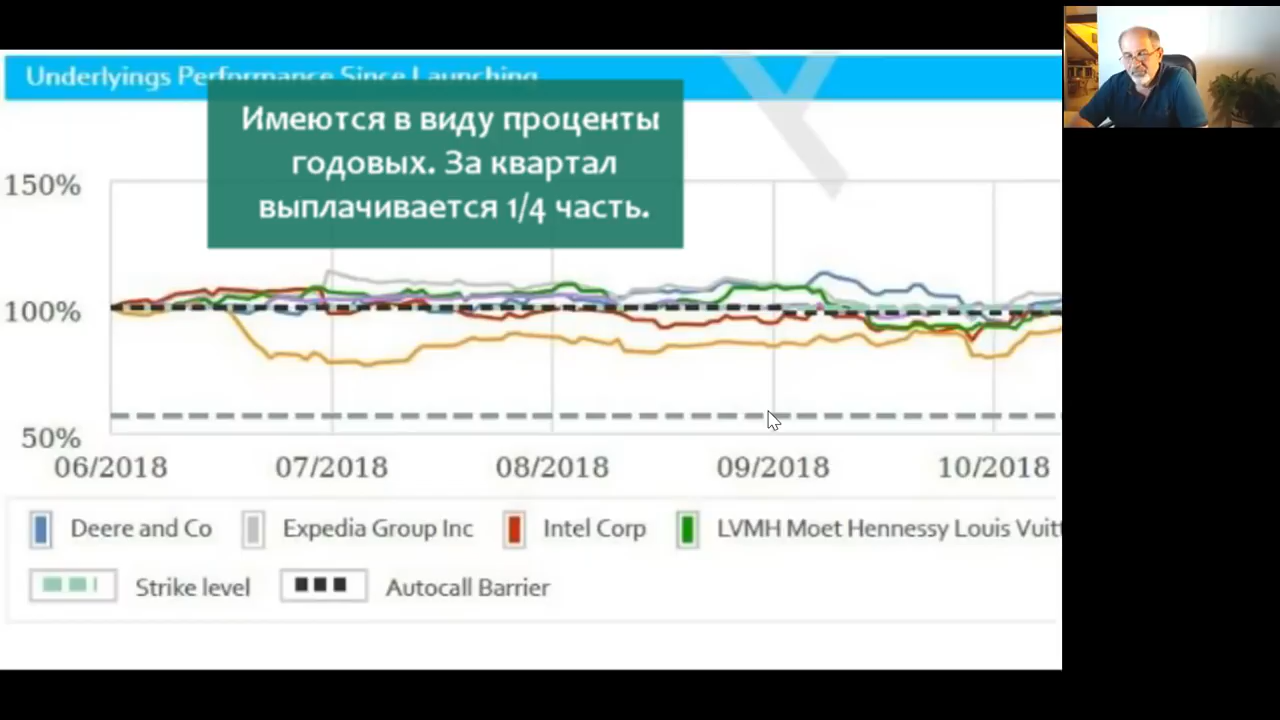 Underlyings Performance Since Launching
Имеются в виду проценты
годовых. За квартал
выплачивается 1/4 часть.
150%
100%
50%
06/2018 07/2018 08/2018 09/2018 10/2018
Deere and Co Expedia Group Inc Intel Corp LVMH Moet Hennessy Louis Vuitt
Strike level Autocall Barrier